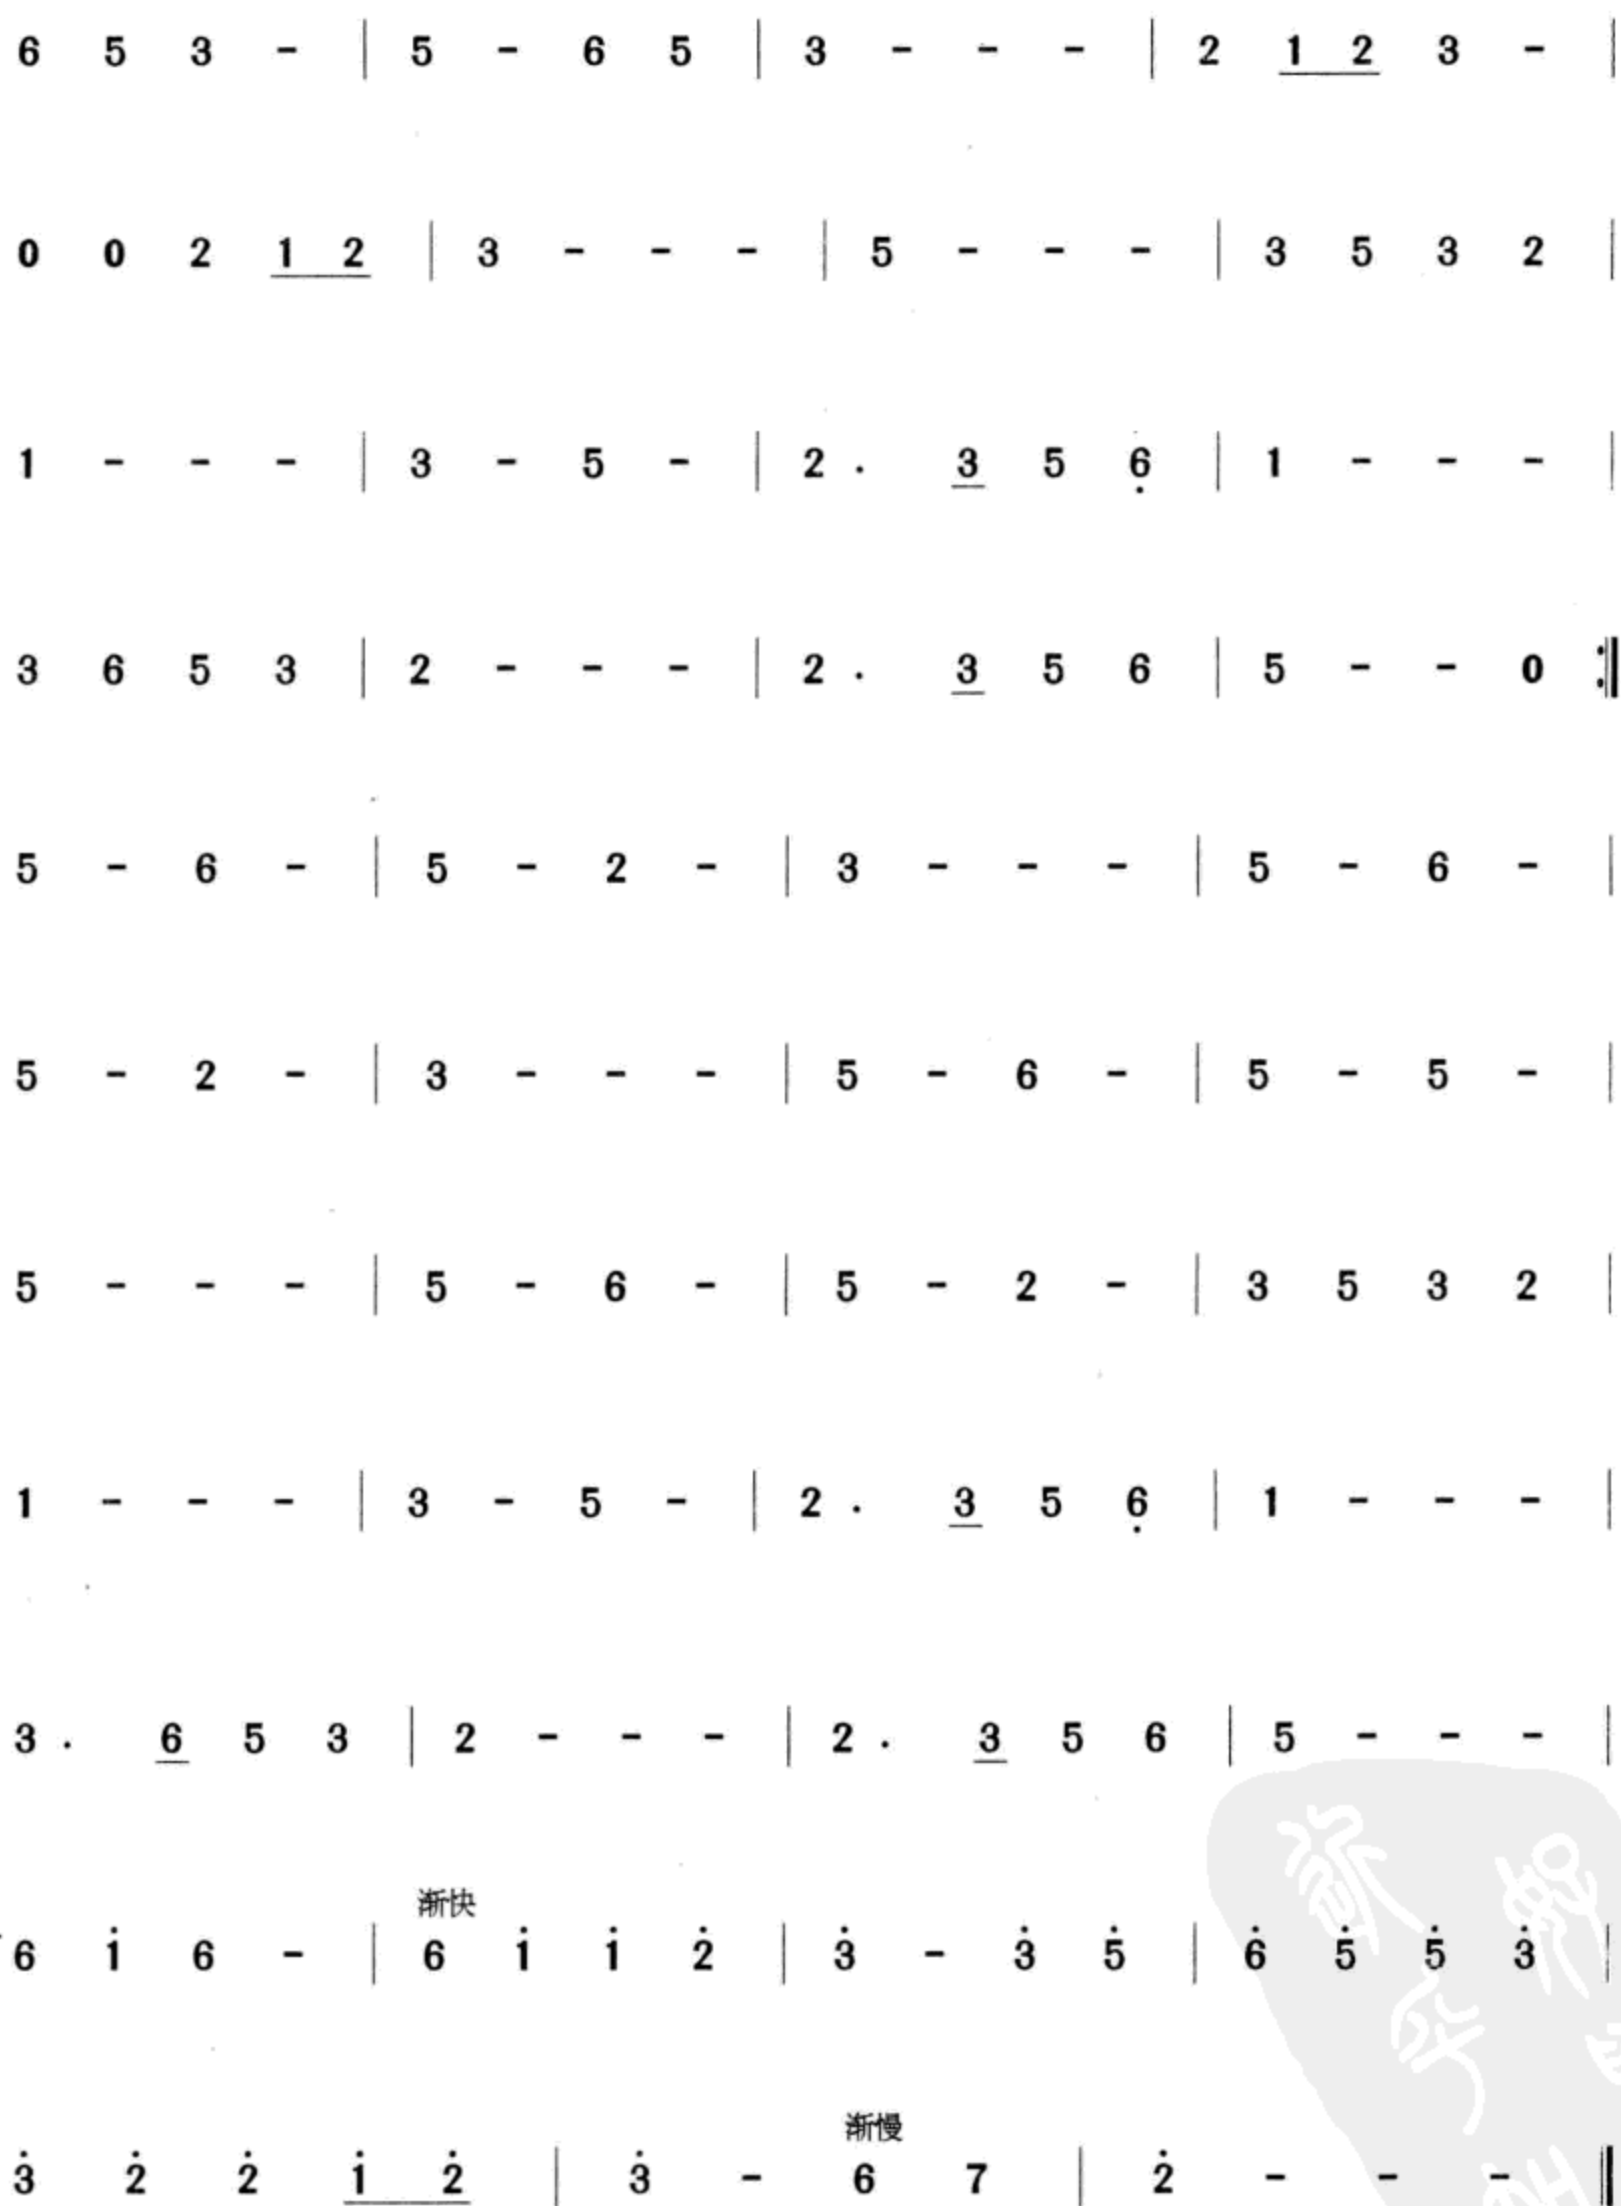 6 5 3 - | 5 - 6 5 | 3 - - - | 2 1̲ 2̲ 3 - |
0 0 2 1̲ 2̲ | 3 - - - | 5 - - - | 3 5 3 2 |
1 - - - | 3 - 5 - | 2 . 3̲ 5 6̣ | 1 - - - |
3 6 5 3 | 2 - - - | 2 . 3̲ 5 6 | 5 - - 0 :‖
5 - 6 - | 5 - 2 - | 3 - - - | 5 - 6 - |
5 - 2 - | 3 - - - | 5 - 6 - | 5 - 5 - |
5 - - - | 5 - 6 - | 5 - 2 - | 3 5 3 2 |
1 - - - | 3 - 5 - | 2 . 3̲ 5 6̣ | 1 - - - |
3 . 6̲ 5 3 | 2 - - - | 2 . 3̲ 5 6 | 5 - - - |
渐快
6 1̇ 6 - | 6 1̇ 1̇ 2̇ | 3̇ - 3̇ 5̇ | 6̇ 5̇ 5̇ 3̇ |
渐慢
3̇ 2̇ 2̇ 1̲̇ 2̲̇ | 3̇ - 6 7 | 2̇ - - - ‖